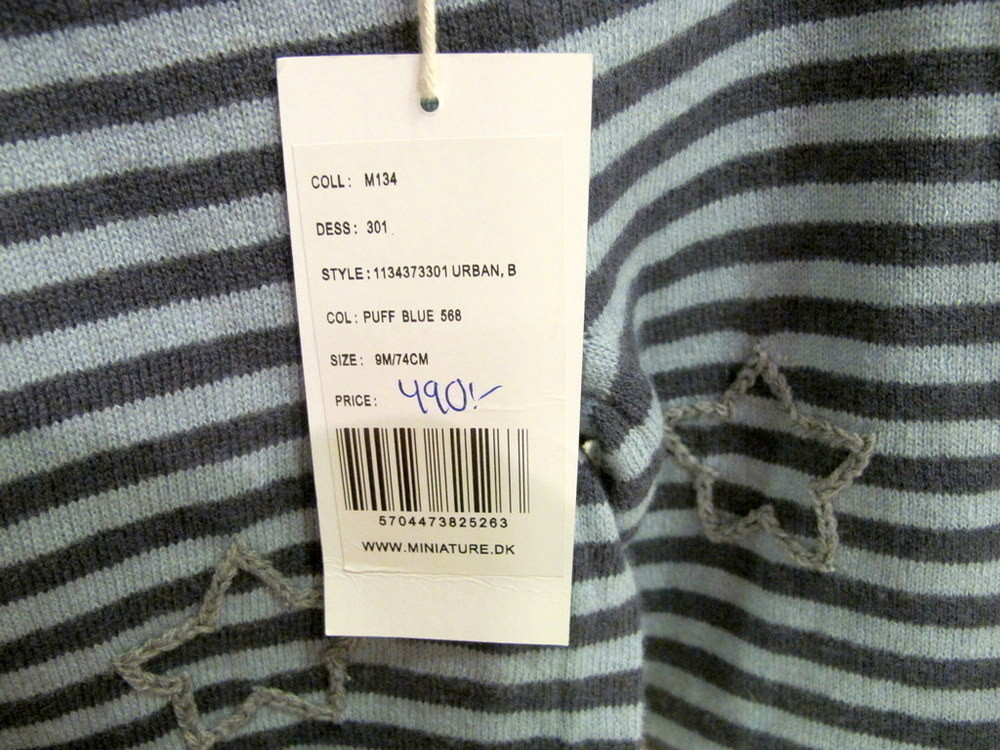 COLL: M134
DESS: 301
STYLE: 1134373301 URBAN, B
COL: PUFF BLUE 568
SIZE: 9M/74CM
PRICE: 490!-
5704473825263
WWW.MINIATURE.DK